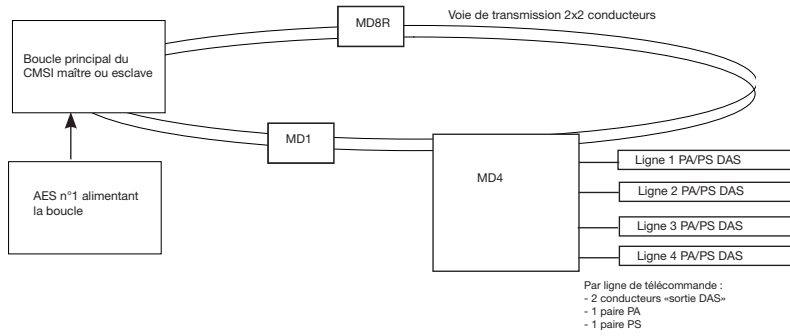 MD8R
Voie de transmission 2x2 conducteurs
Boucle principal du
CMSI maître ou esclave
MD1
MD4
AES n°1 alimentant
la boucle
Ligne 1 PA/PS DAS
Ligne 2 PA/PS DAS
Ligne 3 PA/PS DAS
Ligne 4 PA/PS DAS
Par ligne de télécommande :
- 2 conducteurs «sortie DAS»
- 1 paire PA
- 1 paire PS